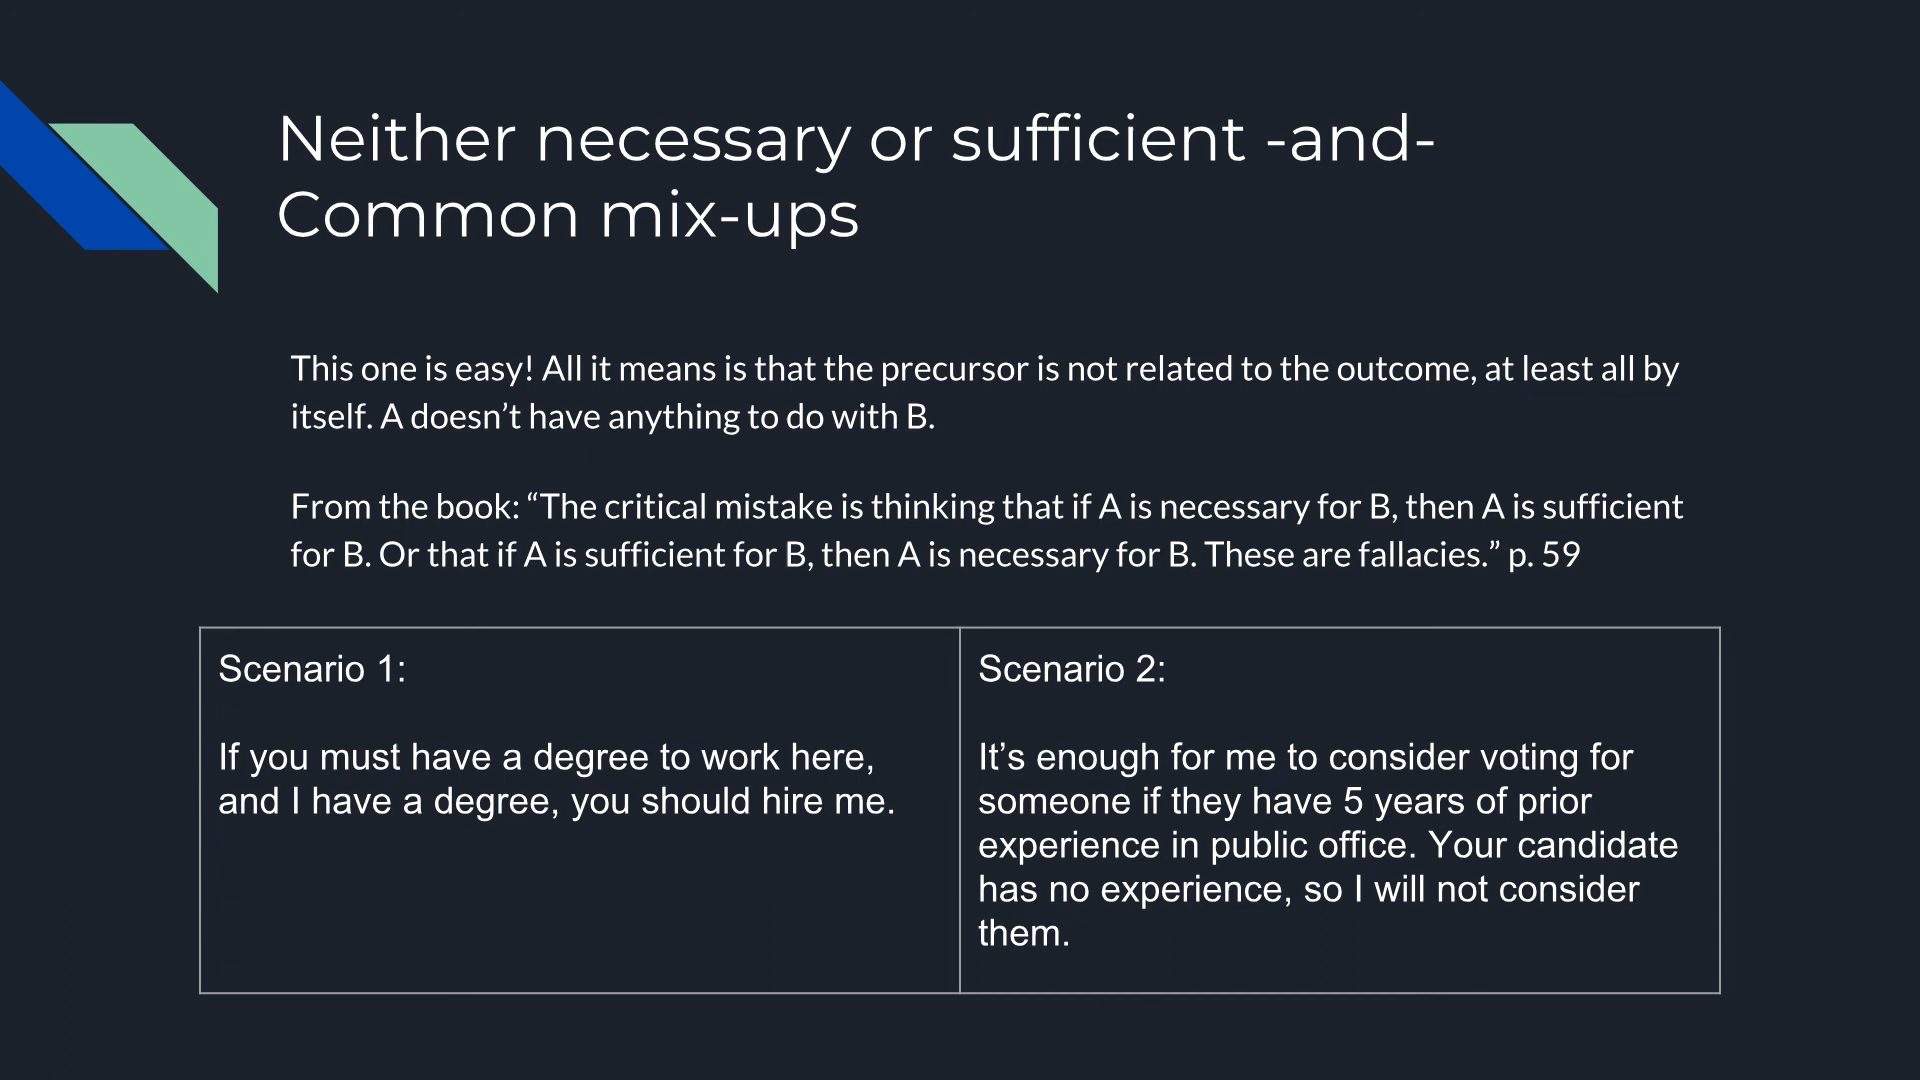 Neither necessary or sufficient -and-
Common mix-ups
This one is easy! All it means is that the precursor is not related to the outcome, at least all by
itself. A doesn’t have anything to do with B.
From the book: “The critical mistake is thinking that if A is necessary for B, then A is sufficient
for B. Or that if A is sufficient for B, then A is necessary for B. These are fallacies.” p. 59
Scenario 1:
If you must have a degree to work here,
and I have a degree, you should hire me.
Scenario 2:
It’s enough for me to consider voting for
someone if they have 5 years of prior
experience in public office. Your candidate
has no experience, so I will not consider
them.